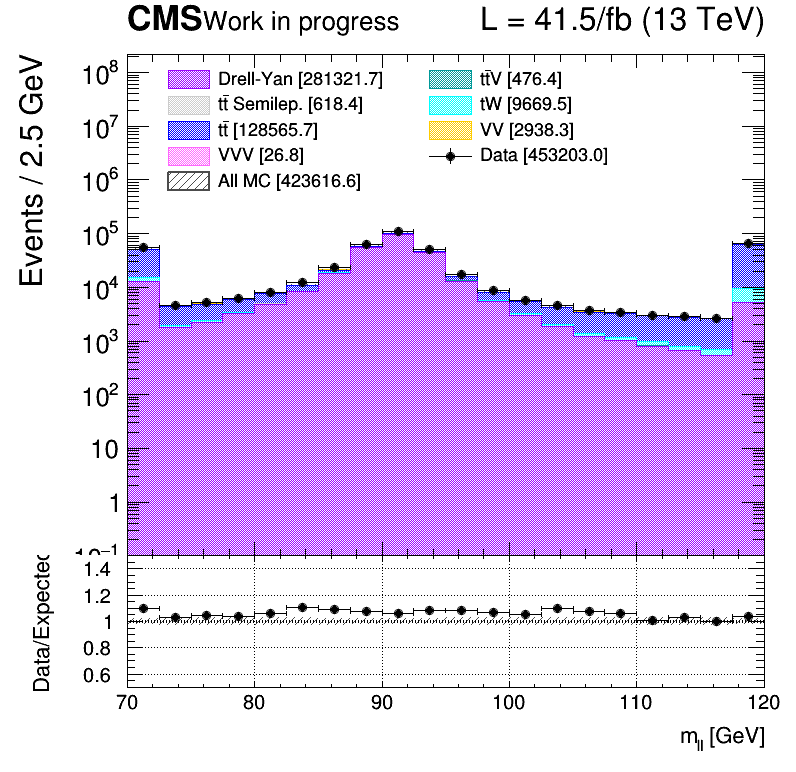 CMS Work in progress L = 41.5/fb (13 TeV)
Events / 2.5 GeV
Drell-Yan [281321.7]
tt̄ Semilep. [618.4]
tt̄ [128565.7]
VVV [26.8]
All MC [423616.6]
tt̄V [476.4]
tW [9669.5]
VV [2938.3]
Data [453203.0]
10⁸
10⁷
10⁶
10⁵
10⁴
10³
10²
10
1
10⁻¹
Data/Expected
1.4
1.2
1
0.8
0.6
70 80 90 100 110 120
m_ll [GeV]